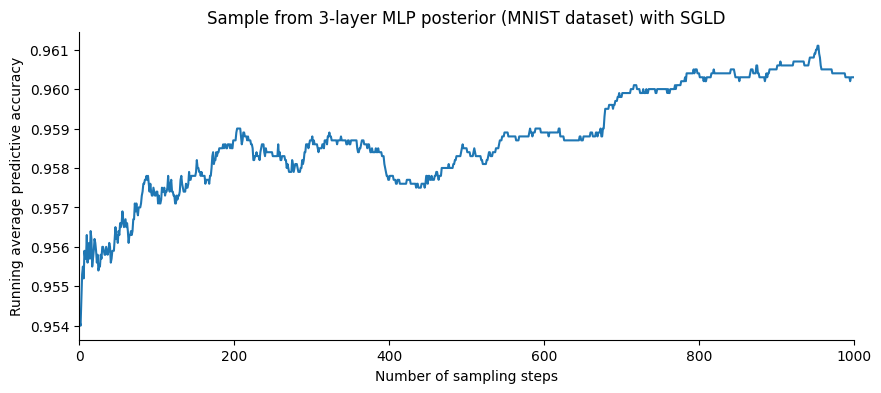 Sample from 3-layer MLP posterior (MNIST dataset) with SGLD
Running average predictive accuracy
0.961
0.960
0.959
0.958
0.957
0.956
0.955
0.954
0 200 400 600 800 1000
Number of sampling steps